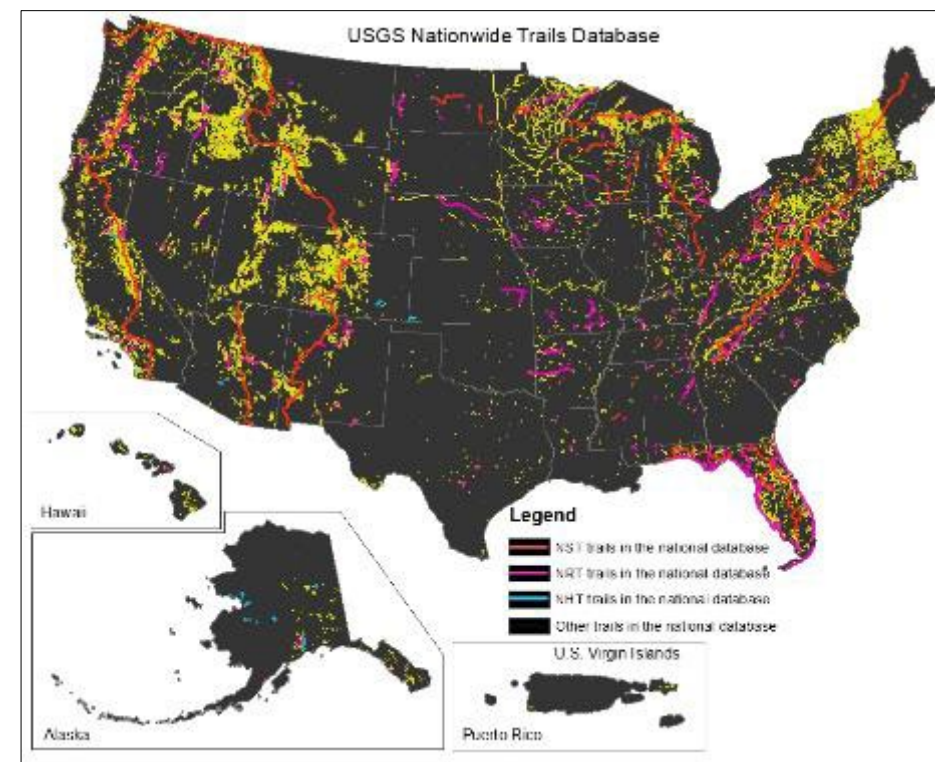 USGS Nationwide Trails Database
Hawaii
Legend
NST trails in the national database
NRT trails in the national database
NHT trails in the national database
Other trails in the national database
U.S. Virgin Islands
Alaska
Puerto Rico